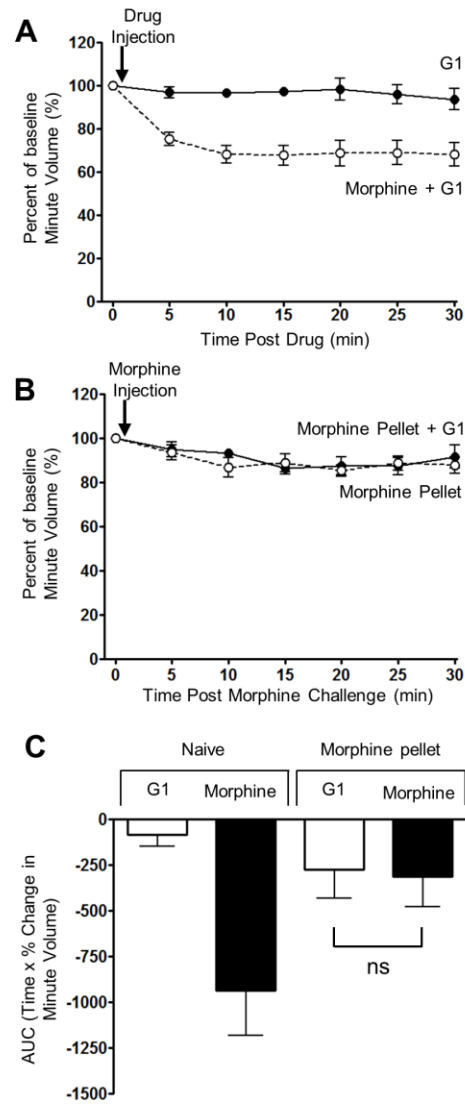 A
Drug
Injection
120
100
80
60
40
20
0
Percent of baseline
Minute Volume (%)
G1
Morphine + G1
0 5 10 15 20 25 30
Time Post Drug (min)
B
Morphine
Injection
120
100
80
60
40
20
0
Percent of baseline
Minute Volume (%)
Morphine Pellet + G1
Morphine Pellet
0 5 10 15 20 25 30
Time Post Morphine Challenge (min)
C
Naive Morphine pellet
G1 Morphine G1 Morphine
0
-250
-500
-750
-1000
-1250
-1500
AUC (Time x % Change in
Minute Volume)
ns